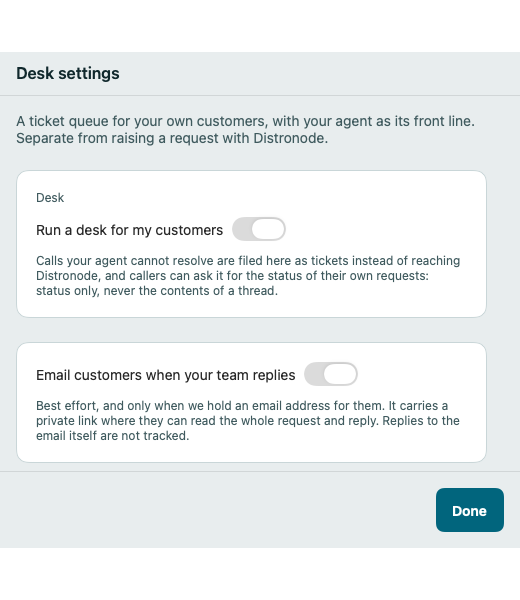 Desk settings
A ticket queue for your own customers, with your agent as its front line.
Separate from raising a request with Distronode.
Desk
Run a desk for my customers
Calls your agent cannot resolve are filed here as tickets instead of reaching
Distronode, and callers can ask it for the status of their own requests:
status only, never the contents of a thread.
Email customers when your team replies
Best effort, and only when we hold an email address for them. It carries a
private link where they can read the whole request and reply. Replies to the
email itself are not tracked.
Done